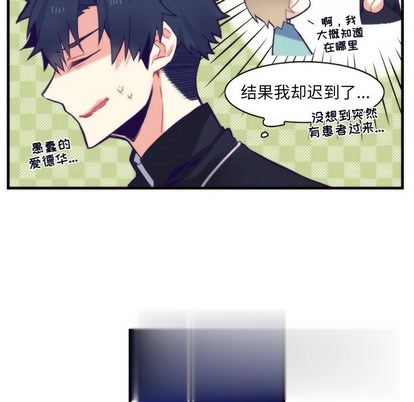 啊，我
大概知道
在哪里
结果我却迟到了...
没想到突然
有患者过来...
愚蠢的
爱德华...